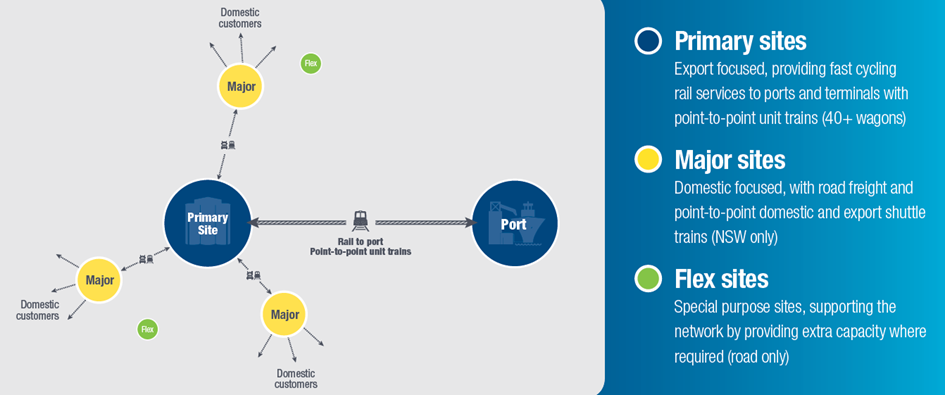 Domestic
customers
Flex
Major
Primary
Site
Port
Rail to port
Point-to-point unit trains
Major
Domestic
customers
Flex
Major
Domestic
customers
Primary sites
Export focused, providing fast cycling
rail services to ports and terminals with
point-to-point unit trains (40+ wagons)
Major sites
Domestic focused, with road freight and
point-to-point domestic and export shuttle
trains (NSW only)
Flex sites
Special purpose sites, supporting the
network by providing extra capacity where
required (road only)